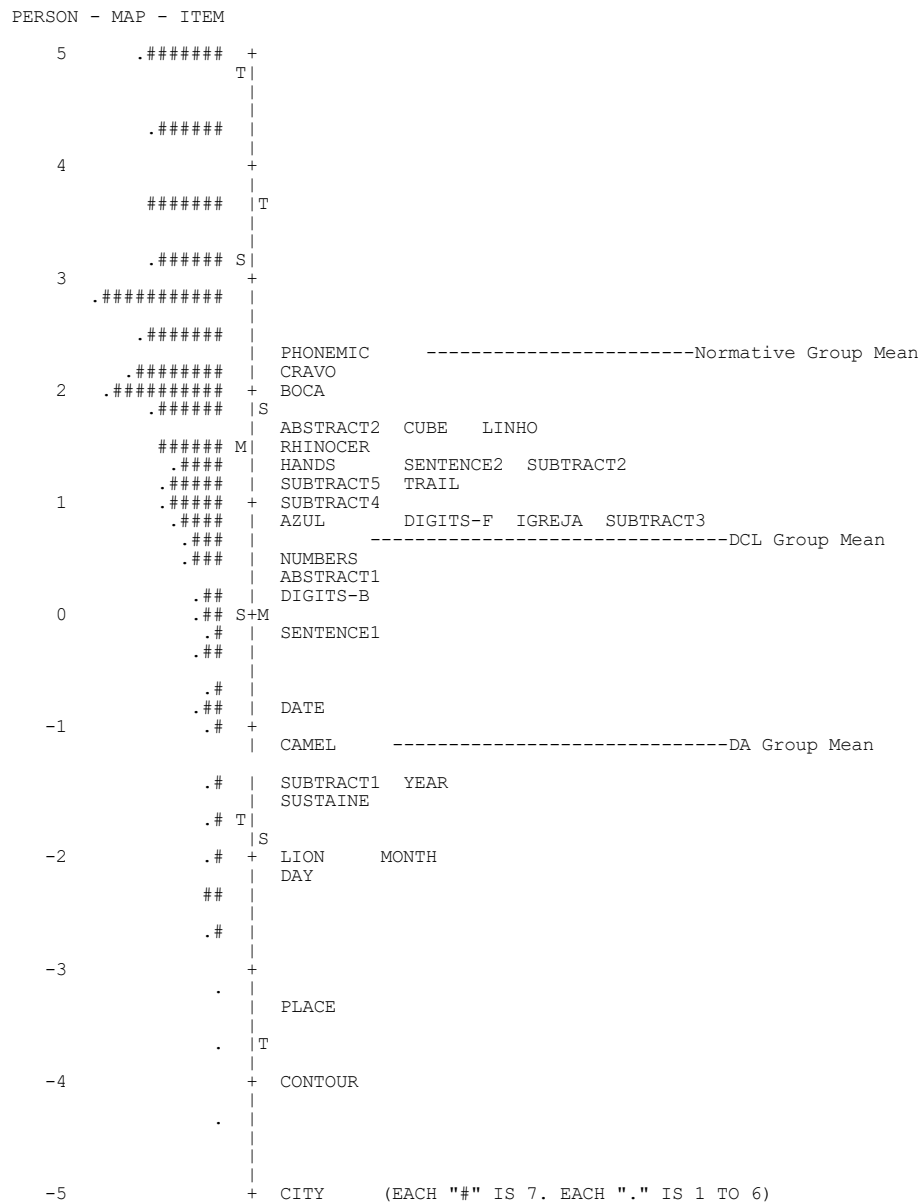 PERSON - MAP - ITEM
5 .####### +
T|
|
|
.###### |
|
4 +
|
####### |T
|
|
.###### S|
3 +
.########### |
|
.####### |
| PHONEMIC ------------------------Normative Group Mean
.######## | CRAVO
2 .########## + BOCA
.###### |S
| ABSTRACT2 CUBE LINHO
###### M| RHINOCER
.#### | HANDS SENTENCE2 SUBTRACT2
.##### | SUBTRACT5 TRAIL
1 .##### + SUBTRACT4
.#### | AZUL DIGITS-F IGREJA SUBTRACT3
.### | --------------------------------DCL Group Mean
.### | NUMBERS
| ABSTRACT1
.## | DIGITS-B
0 .## S+M
.# | SENTENCE1
.## |
|
.# |
.## | DATE
-1 .# +
| CAMEL ------------------------------DA Group Mean
.# | SUBTRACT1 YEAR
| SUSTAINE
.# T|
|S
-2 .# + LION MONTH
| DAY
## |
|
.# |
|
-3 +
. |
| PLACE
|
. |T
|
-4 + CONTOUR
|
. |
|
|
|
-5 + CITY (EACH "#" IS 7. EACH "." IS 1 TO 6)